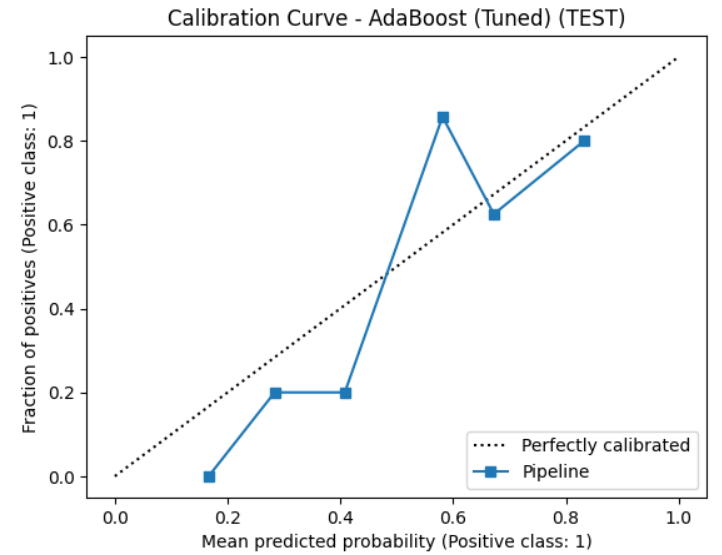 Calibration Curve - AdaBoost (Tuned) (TEST)
Fraction of positives (Positive class: 1)
1.0
0.8
0.6
0.4
0.2
0.0
Perfectly calibrated
Pipeline
0.0 0.2 0.4 0.6 0.8 1.0
Mean predicted probability (Positive class: 1)